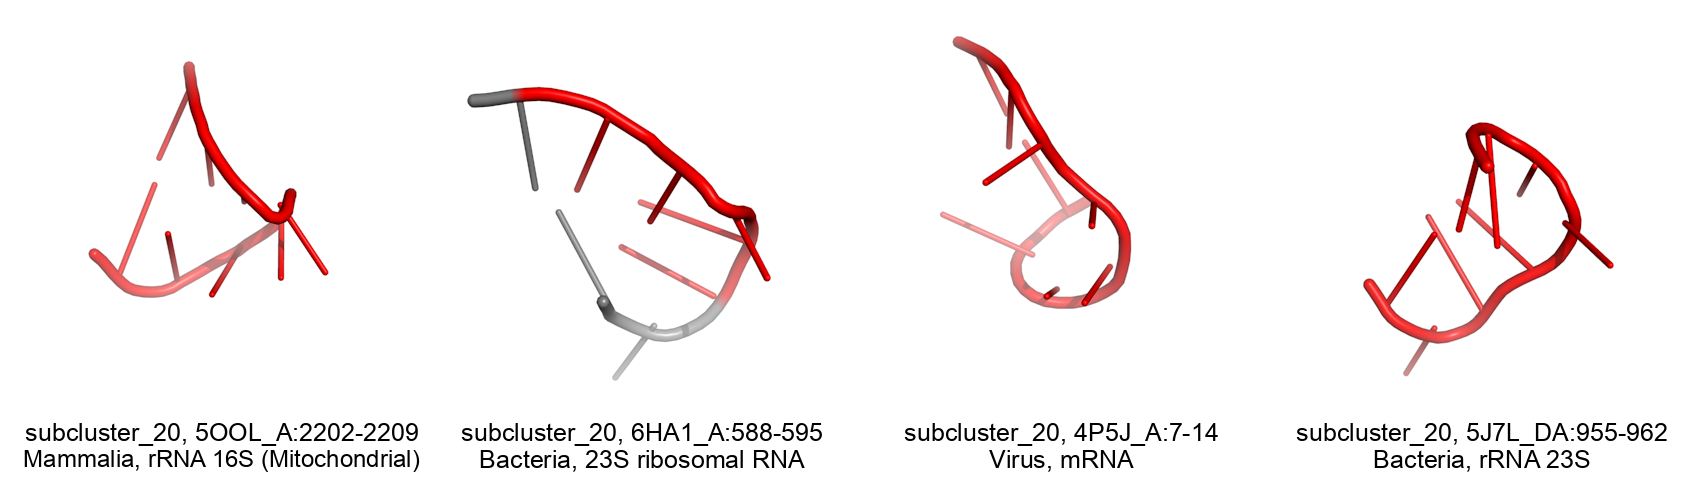 subcluster_20, 5OOL_A:2202-2209
Mammalia, rRNA 16S (Mitochondrial)
subcluster_20, 6HA1_A:588-595
Bacteria, 23S ribosomal RNA
subcluster_20, 4P5J_A:7-14
Virus, mRNA
subcluster_20, 5J7L_DA:955-962
Bacteria, rRNA 23S